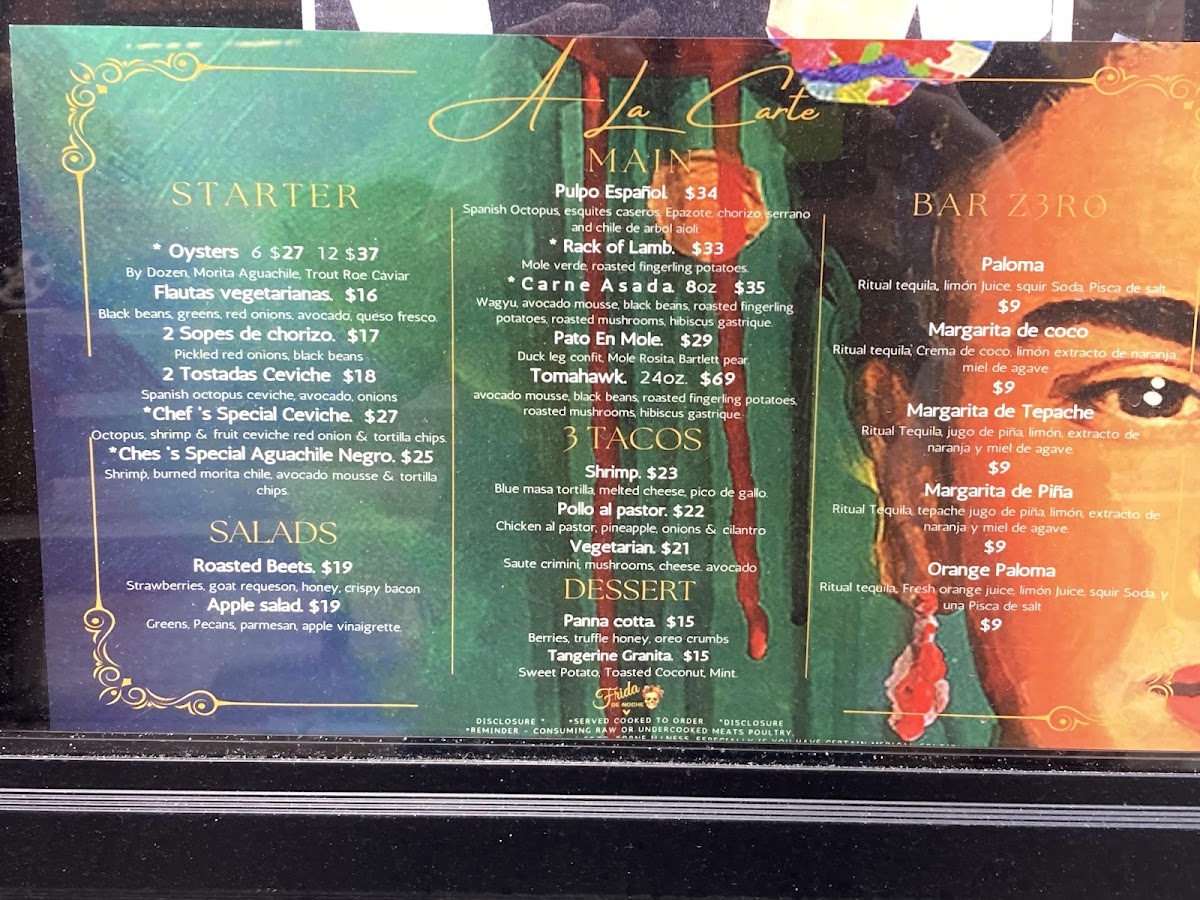 A La Carte
STARTER
* Oysters 6 $27 12 $37
By Dozen, Morita Aguachile, Trout Roe Caviar
Flautas vegetarianas. $16
Black beans, greens, red onions, avocado, queso fresco.
2 Sopes de chorizo. $17
Pickled red onions, black beans
2 Tostadas Ceviche $18
Spanish octopus ceviche, avocado, onions
*Chef 's Special Ceviche. $27
Octopus, shrimp & fruit ceviche red onion & tortilla chips.
*Ches 's Special Aguachile Negro. $25
Shrimp, burned morita chile, avocado mousse & tortilla
chips.
SALADS
Roasted Beets. $19
Strawberries, goat requeson, honey, crispy bacon
Apple salad. $19
Greens, Pecans, parmesan, apple vinaigrette.
MAIN
Pulpo Español. $34
Spanish Octopus, esquites caseros, Epazote, chorizo, serrano
and chile de arbol aioli
* Rack of Lamb. $33
Mole verde, roasted fingerling potatoes.
* Carne Asada. 8oz $35
Wagyu, avocado mousse, black beans, roasted fingerling
potatoes, roasted mushrooms, hibiscus gastrique.
Pato En Mole. $29
Duck leg confit, Mole Rosita, Bartlett pear
Tomahawk. 24oz. $69
avocado mousse, black beans, roasted fingerling potatoes,
roasted mushrooms, hibiscus gastrique.
3 TACOS
Shrimp. $23
Blue masa tortilla, melted cheese, pico de gallo.
Pollo al pastor. $22
Chicken al pastor, pineapple, onions & cilantro
Vegetarian. $21
Saute crimini, mushrooms, cheese, avocado
DESSERT
Panna cotta. $15
Berries, truffle honey, oreo crumbs
Tangerine Granita. $15
Sweet Potato, Toasted Coconut, Mint.
Frida
DE NOCHE
DISCLOSURE * *SERVED COOKED TO ORDER *DISCLOSURE
*REMINDER - CONSUMING RAW OR UNDERCOOKED MEATS POULTRY,
ILLNESS, ESPECIALLY IF YOU HAVE CERTAIN MEDICAL
BAR Z3RO
Paloma
Ritual tequila, limón Juice, squir Soda, Pisca de salt
$9
Margarita de coco
Ritual tequila, Crema de coco, limón extracto de naranja,
miel de agave.
$9
Margarita de Tepache
Ritual Tequila, jugo de piña, limón, extracto de
naranja y miel de agave.
$9
Margarita de Piña
Ritual Tequila, tepache jugo de piña, limón, extracto de
naranja y miel de agave.
$9
Orange Paloma
Ritual tequila, Fresh orange juice, limón Juice, squir Soda, y
una Pisca de salt
$9